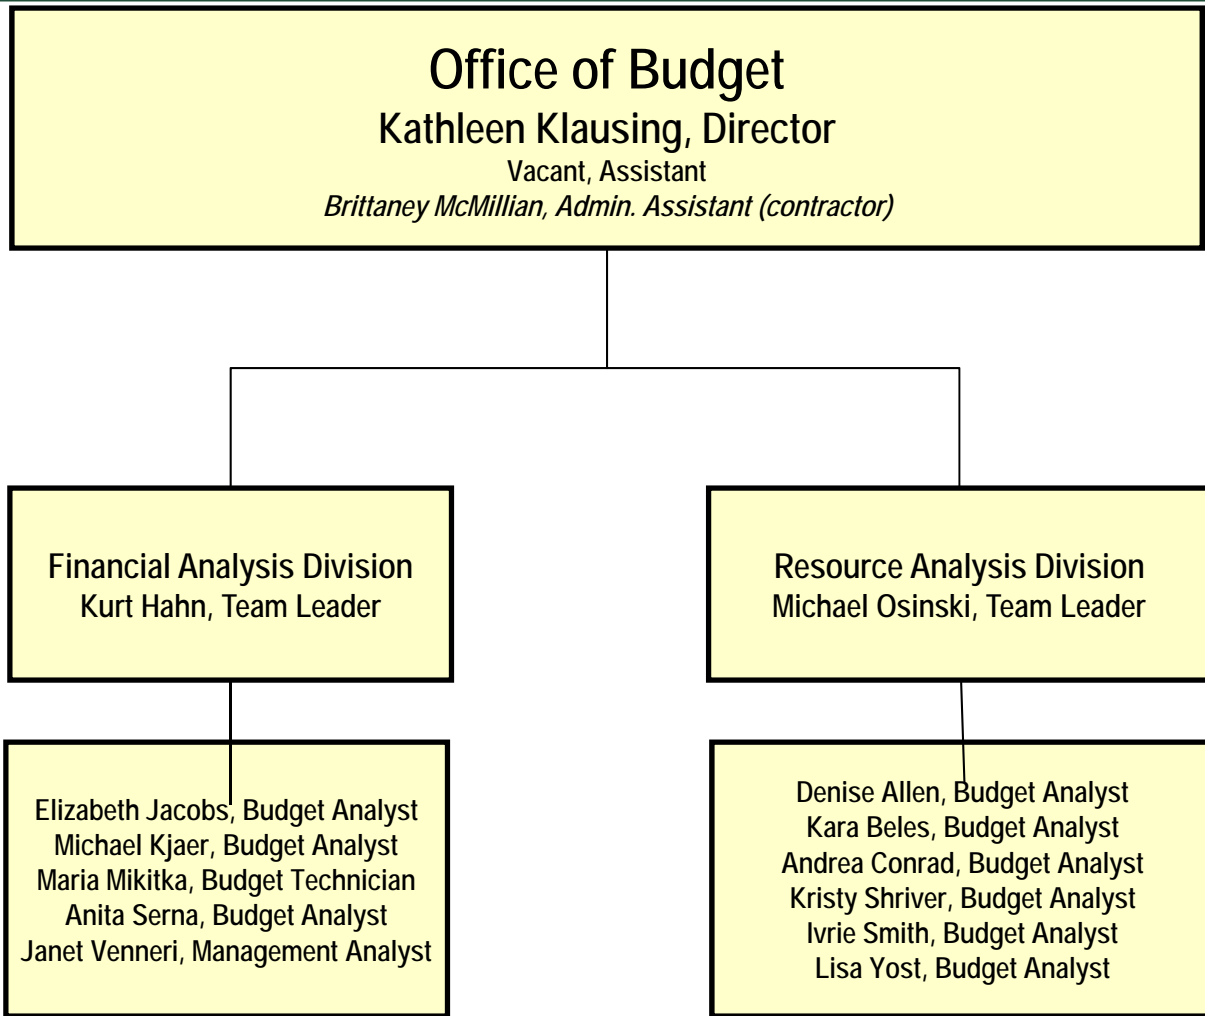 Office of Budget
Kathleen Klausing, Director
Vacant, Assistant
Brittaney McMillian, Admin. Assistant (contractor)
Financial Analysis Division
Kurt Hahn, Team Leader
Resource Analysis Division
Michael Osinski, Team Leader
Elizabeth Jacobs, Budget Analyst
Michael Kjaer, Budget Analyst
Maria Mikitka, Budget Technician
Anita Serna, Budget Analyst
Janet Venneri, Management Analyst
Denise Allen, Budget Analyst
Kara Beles, Budget Analyst
Andrea Conrad, Budget Analyst
Kristy Shriver, Budget Analyst
Ivrie Smith, Budget Analyst
Lisa Yost, Budget Analyst